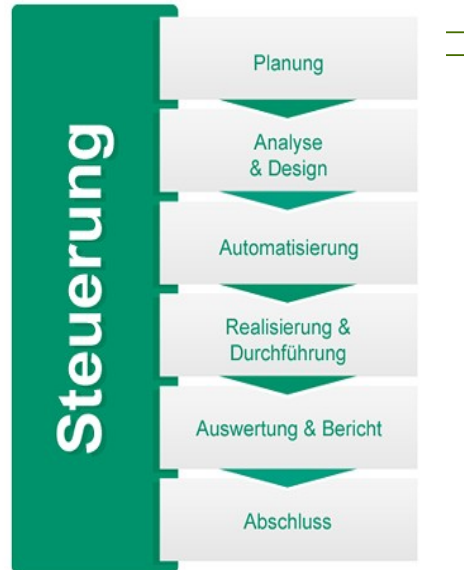 Steuerung
Planung
Analyse
& Design
Automatisierung
Realisierung &
Durchführung
Auswertung & Bericht
Abschluss